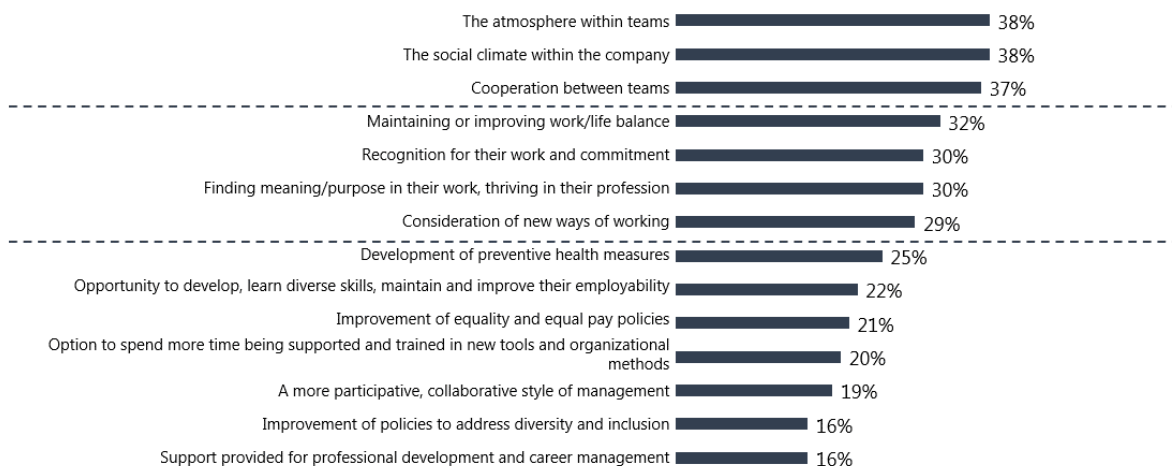 The atmosphere within teams 38%
The social climate within the company 38%
Cooperation between teams 37%
Maintaining or improving work/life balance 32%
Recognition for their work and commitment 30%
Finding meaning/purpose in their work, thriving in their profession 30%
Consideration of new ways of working 29%
Development of preventive health measures 25%
Opportunity to develop, learn diverse skills, maintain and improve their employability 22%
Improvement of equality and equal pay policies 21%
Option to spend more time being supported and trained in new tools and organizational
methods 20%
A more participative, collaborative style of management 19%
Improvement of policies to address diversity and inclusion 16%
Support provided for professional development and career management 16%